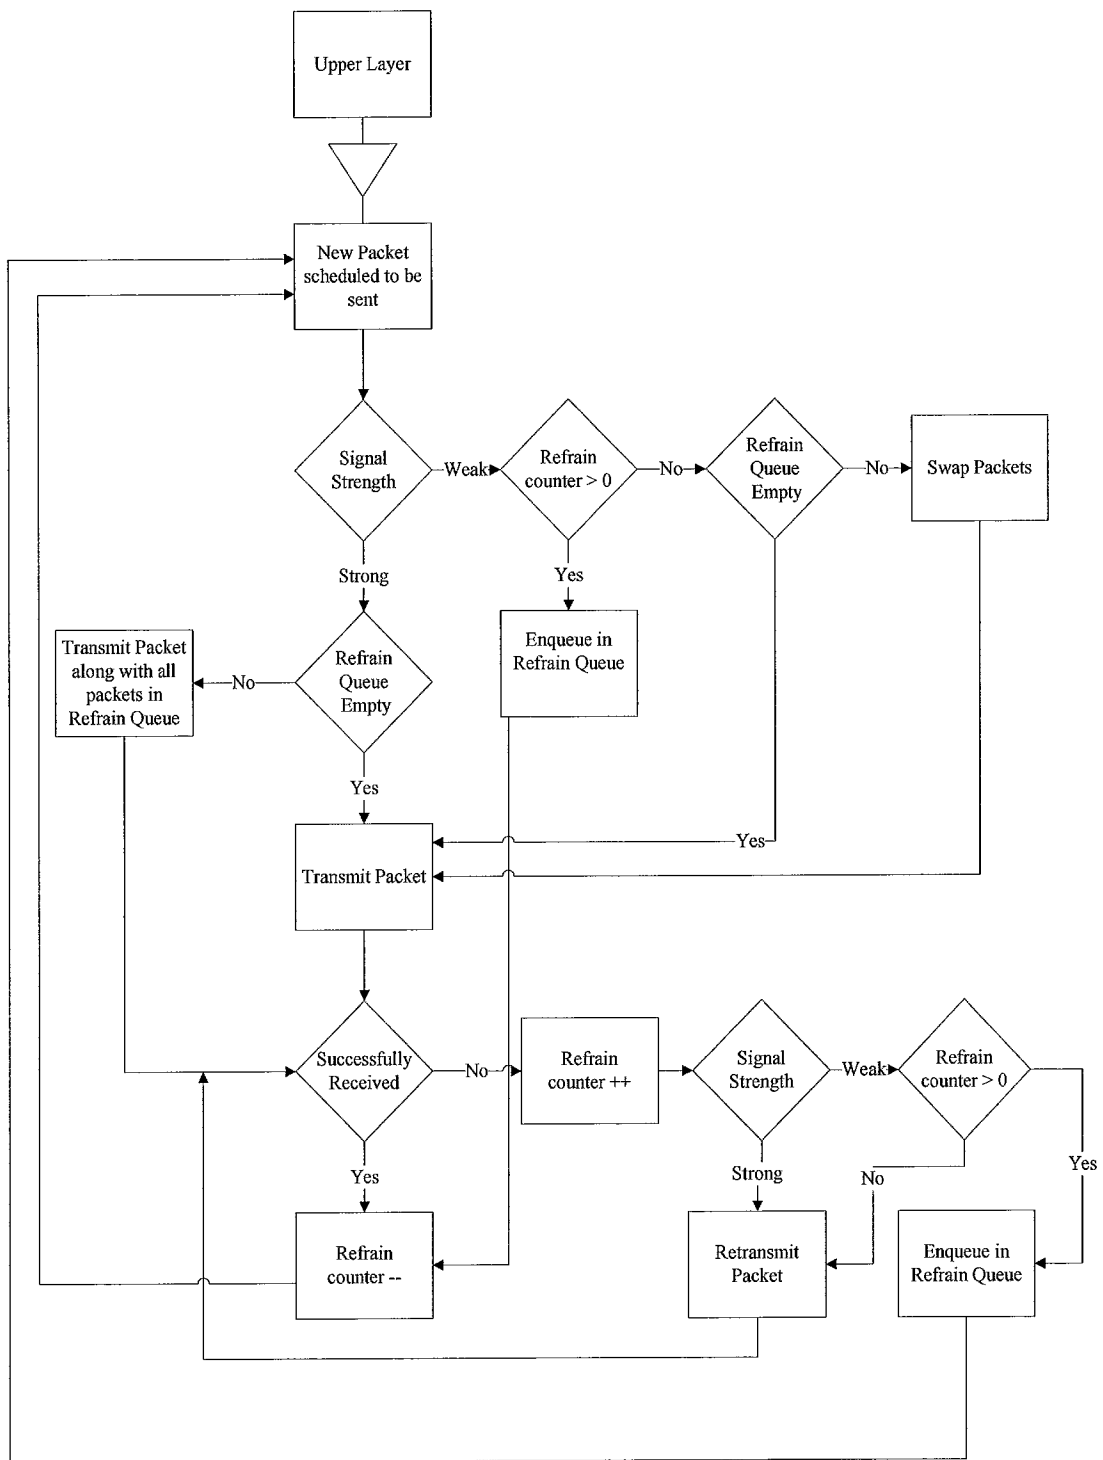 Upper Layer
New Packet
scheduled to be
sent
Signal
Strength
Weak
Refrain
counter > 0
No
Refrain
Queue
Empty
No
Swap Packets
Strong
Yes
Enqueue in
Refrain Queue
Transmit Packet
along with all
packets in
Refrain Queue
No
Refrain
Queue
Empty
Yes
Yes
Transmit Packet
Successfully
Received
No
Refrain
counter ++
Signal
Strength
Weak
Refrain
counter > 0
Yes
Strong
No
Yes
Refrain
counter --
Retransmit
Packet
Enqueue in
Refrain Queue